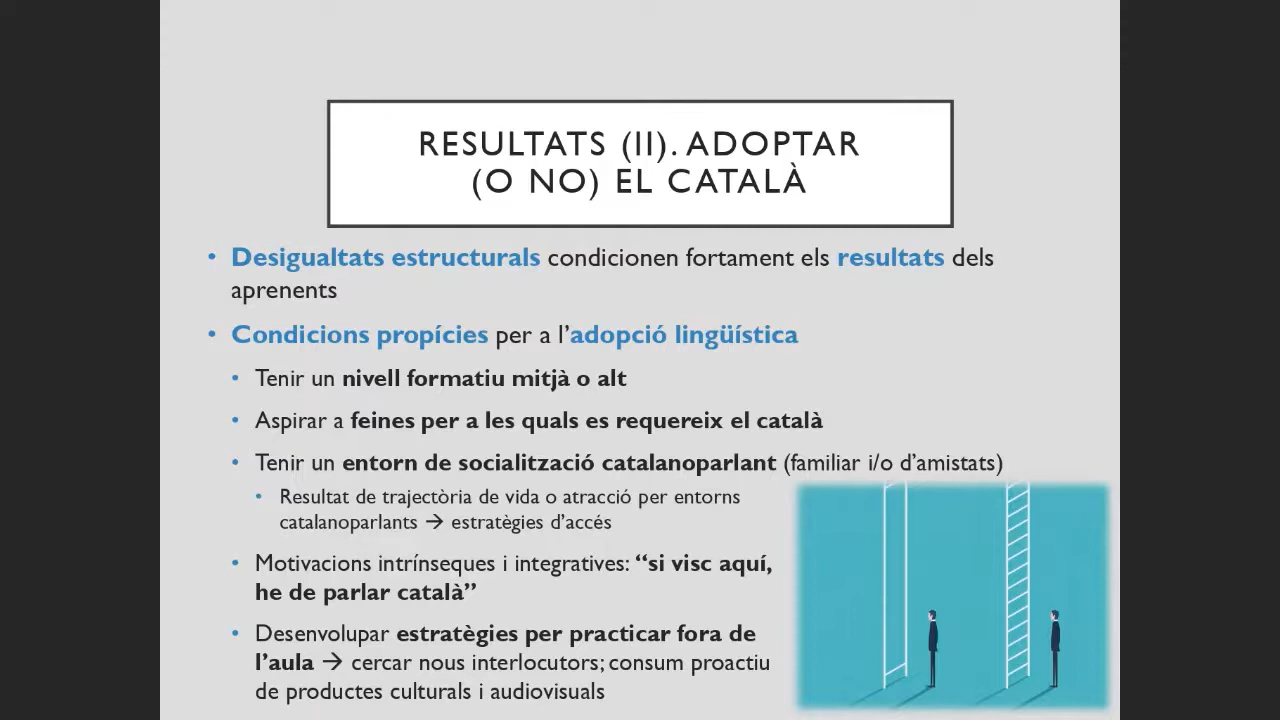 RESULTATS (II). ADOPTAR
(O NO) EL CATALÀ
• Desigualtats estructurals condicionen fortament els resultats dels
aprenents
• Condicions propícies per a l’adopció lingüística
• Tenir un nivell formatiu mitjà o alt
• Aspirar a feines per a les quals es requereix el català
• Tenir un entorn de socialització catalanoparlant (familiar i/o d’amistats)
• Resultat de trajectòria de vida o atracció per entorns
catalanoparlants → estratègies d’accés
• Motivacions intrínseques i integratives: “si visc aquí,
he de parlar català”
• Desenvolupar estratègies per practicar fora de
l’aula → cercar nous interlocutors; consum proactiu
de productes culturals i audiovisuals